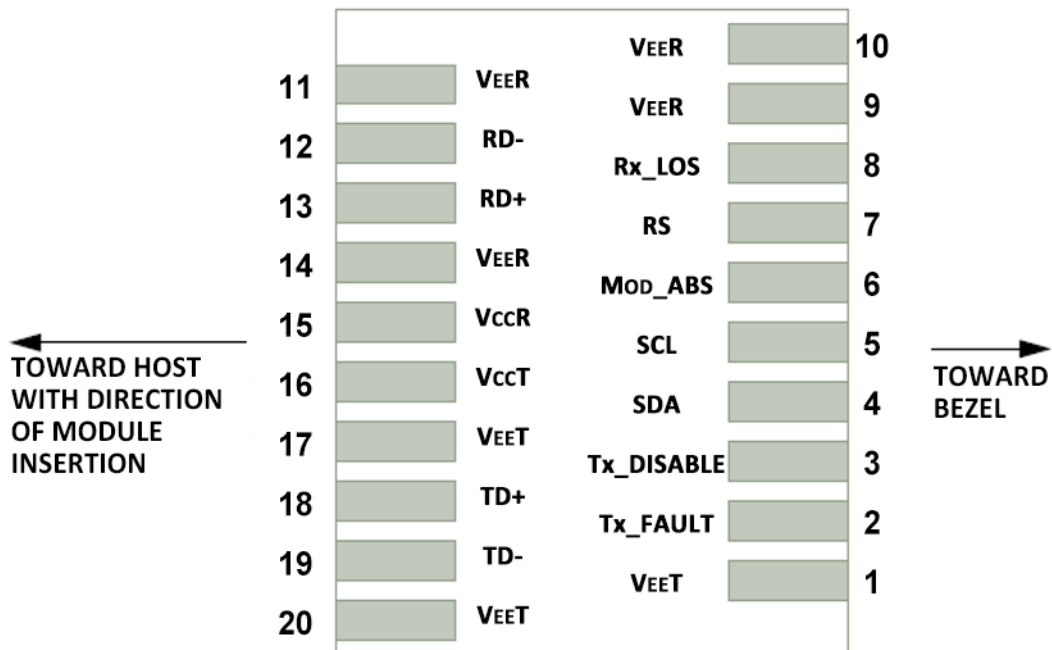 VEER 10
11 VEER
VEER 9
12 RD-
Rx_LOS 8
13 RD+
RS 7
14 VEER
MOD_ABS 6
15 VCCR
SCL 5
16 VCCT
SDA 4
17 VEET
Tx_DISABLE 3
18 TD+
Tx_FAULT 2
19 TD-
VEET 1
20 VEET
TOWARD HOST
WITH DIRECTION
OF MODULE
INSERTION
TOWARD
BEZEL